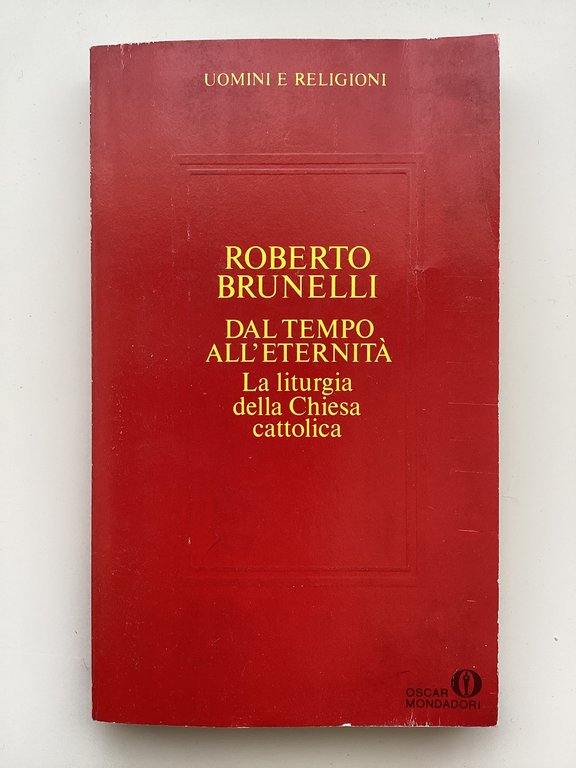 UOMINI E RELIGIONI
ROBERTO
BRUNELLI
DAL TEMPO
ALL'ETERNITÀ
La liturgia
della Chiesa
cattolica
OSCAR
MONDADORI